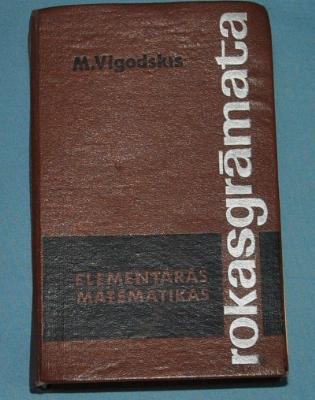 M.Vigodskis
ELEMENTĀRĀS
MATEMĀTIKAS
rokasgrāmata